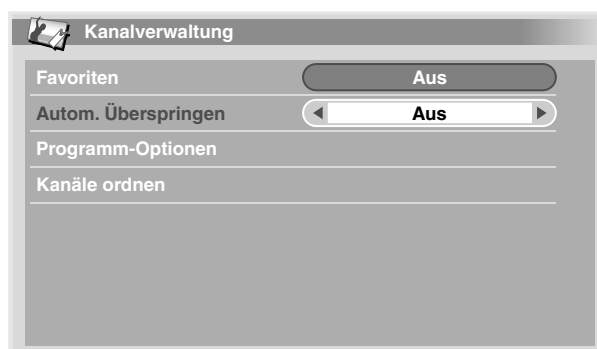 Kanalverwaltung
Favoriten Aus
Autom. Überspringen Aus
Programm-Optionen
Kanäle ordnen